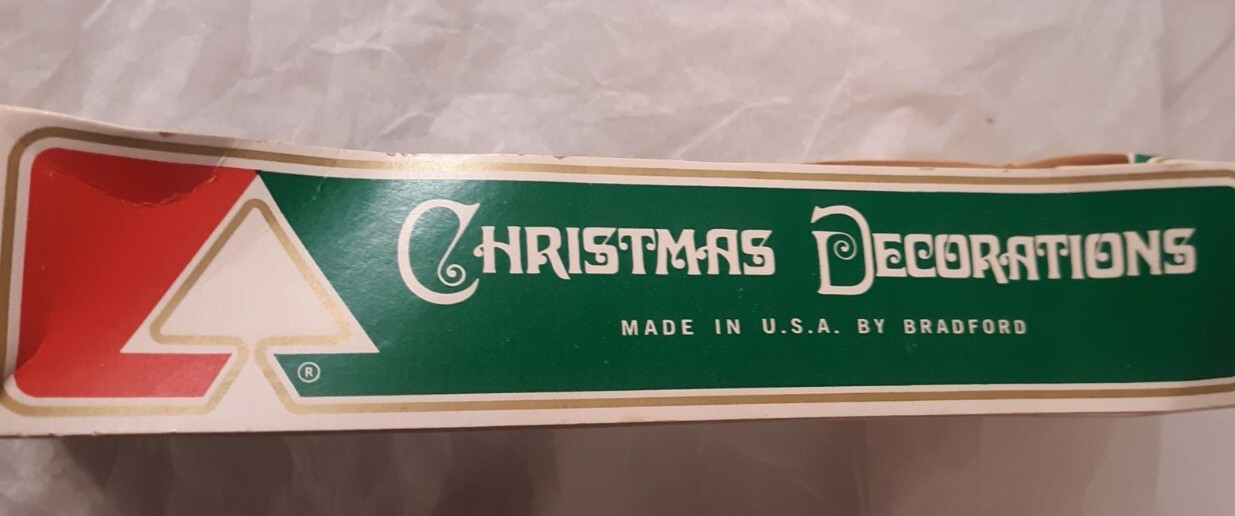 CHRISTMAS DECORATIONS
MADE IN U.S.A. BY BRADFORD
®